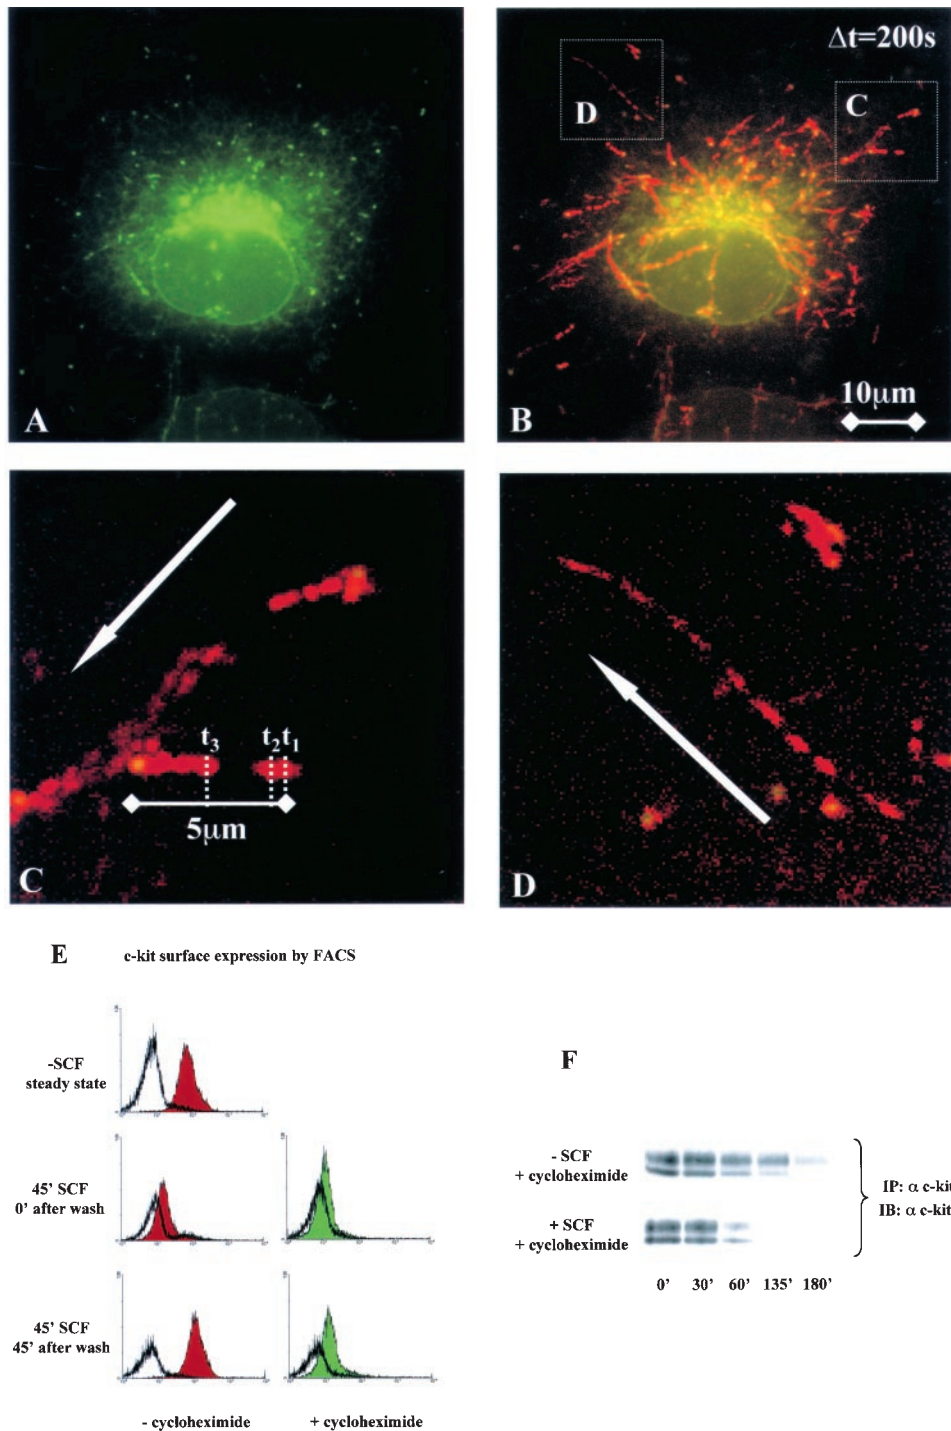 A
Δt=200s
D
C
B
10μm
t3
t2
t1
5μm
C
D
E
c-kit surface expression by FACS
-SCF
steady state
45' SCF
0' after wash
45' SCF
45' after wash
- cycloheximide
+ cycloheximide
F
- SCF
+ cycloheximide
+ SCF
+ cycloheximide
IP: α c-kit
IB: α c-kit
0' 30' 60' 135' 180'